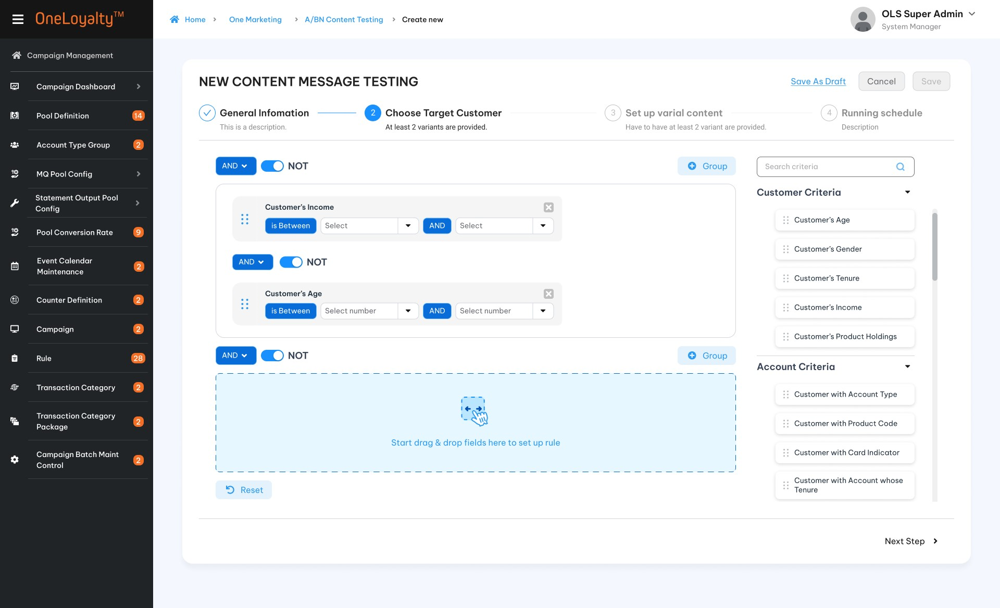 OneLoyalty™
Home
One Marketing
A/BN Content Testing
Create new
OLS Super Admin
System Manager
Campaign Management
Campaign Dashboard
Pool Definition 14
Account Type Group 2
MQ Pool Config
Statement Output Pool
Config
Pool Conversion Rate 9
Event Calendar
Maintenance 2
Counter Definition 2
Campaign 2
Rule 28
Transaction Category 2
Transaction Category
Package 2
Campaign Batch Maint
Control 2
NEW CONTENT MESSAGE TESTING
Save As Draft
Cancel
Save
General Infomation
This is a description.
2 Choose Target Customer
At least 2 variants are provided.
3 Set up varial content
Have to have at least 2 variant are provided.
4 Running schedule
Description
AND NOT
Group
Customer's Income
is Between Select AND Select
AND NOT
Customer's Age
is Between Select number AND Select number
AND NOT
Group
Start drag & drop fields here to set up rule
Reset
Search criteria
Customer Criteria
Customer's Age
Customer's Gender
Customer's Tenure
Customer's Income
Customer's Product Holdings
Account Criteria
Customer with Account Type
Customer with Product Code
Customer with Card Indicator
Customer with Account whose
Tenure
Next Step